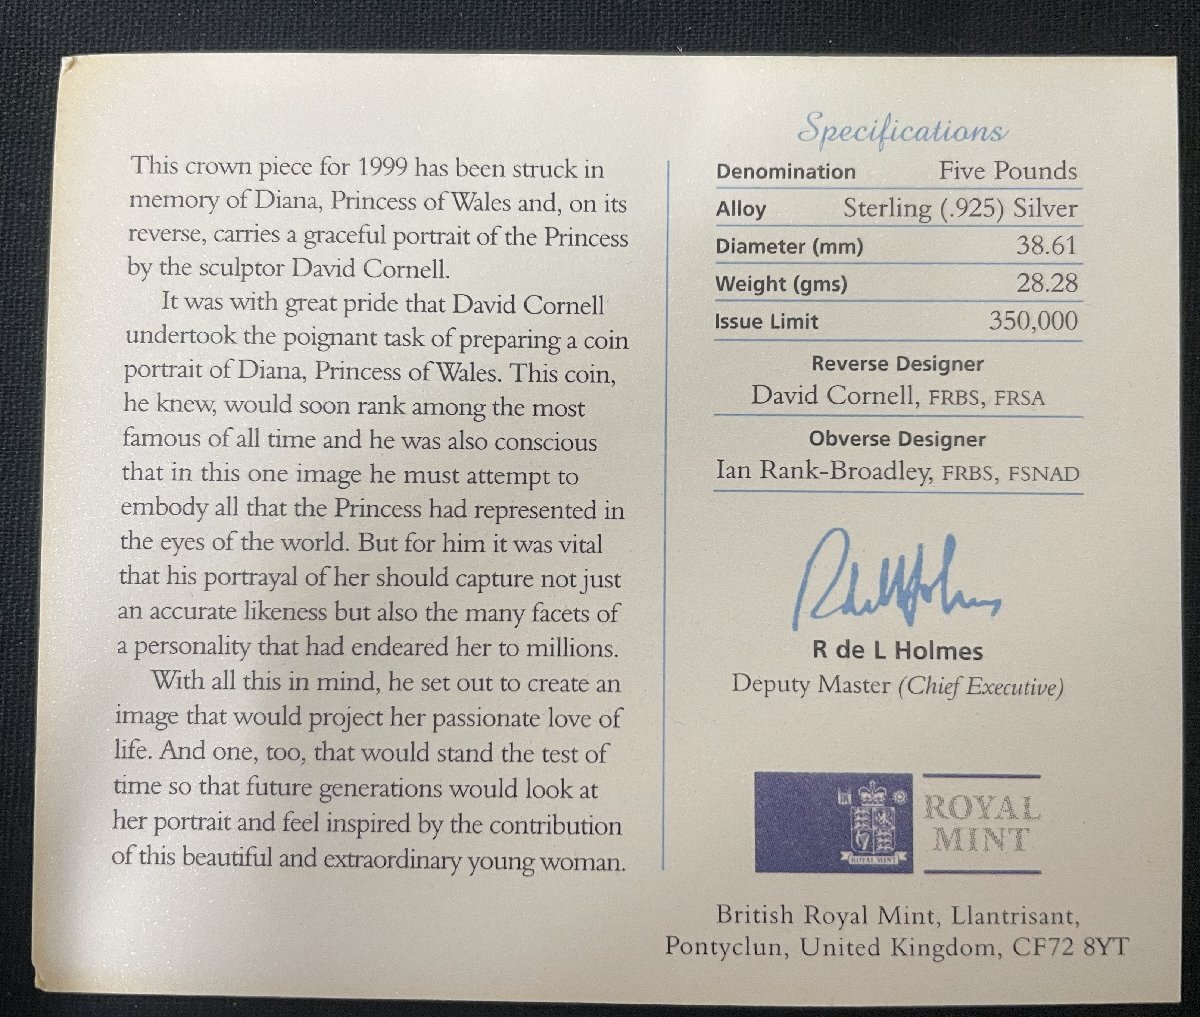 This crown piece for 1999 has been struck in
memory of Diana, Princess of Wales and, on its
reverse, carries a graceful portrait of the Princess
by the sculptor David Cornell.
It was with great pride that David Cornell
undertook the poignant task of preparing a coin
portrait of Diana, Princess of Wales. This coin,
he knew, would soon rank among the most
famous of all time and he was also conscious
that in this one image he must attempt to
embody all that the Princess had represented in
the eyes of the world. But for him it was vital
that his portrayal of her should capture not just
an accurate likeness but also the many facets of
a personality that had endeared her to millions.
With all this in mind, he set out to create an
image that would project her passionate love of
life. And one, too, that would stand the test of
time so that future generations would look at
her portrait and feel inspired by the contribution
of this beautiful and extraordinary young woman.
Specifications
Denomination Five Pounds
Alloy Sterling (.925) Silver
Diameter (mm) 38.61
Weight (gms) 28.28
Issue Limit 350,000
Reverse Designer
David Cornell, FRBS, FRSA
Obverse Designer
Ian Rank-Broadley, FRBS, FSNAD
R de L Holmes
Deputy Master (Chief Executive)
ROYAL MINT
ROYAL
MINT
British Royal Mint, Llantrisant,
Pontyclun, United Kingdom, CF72 8YT